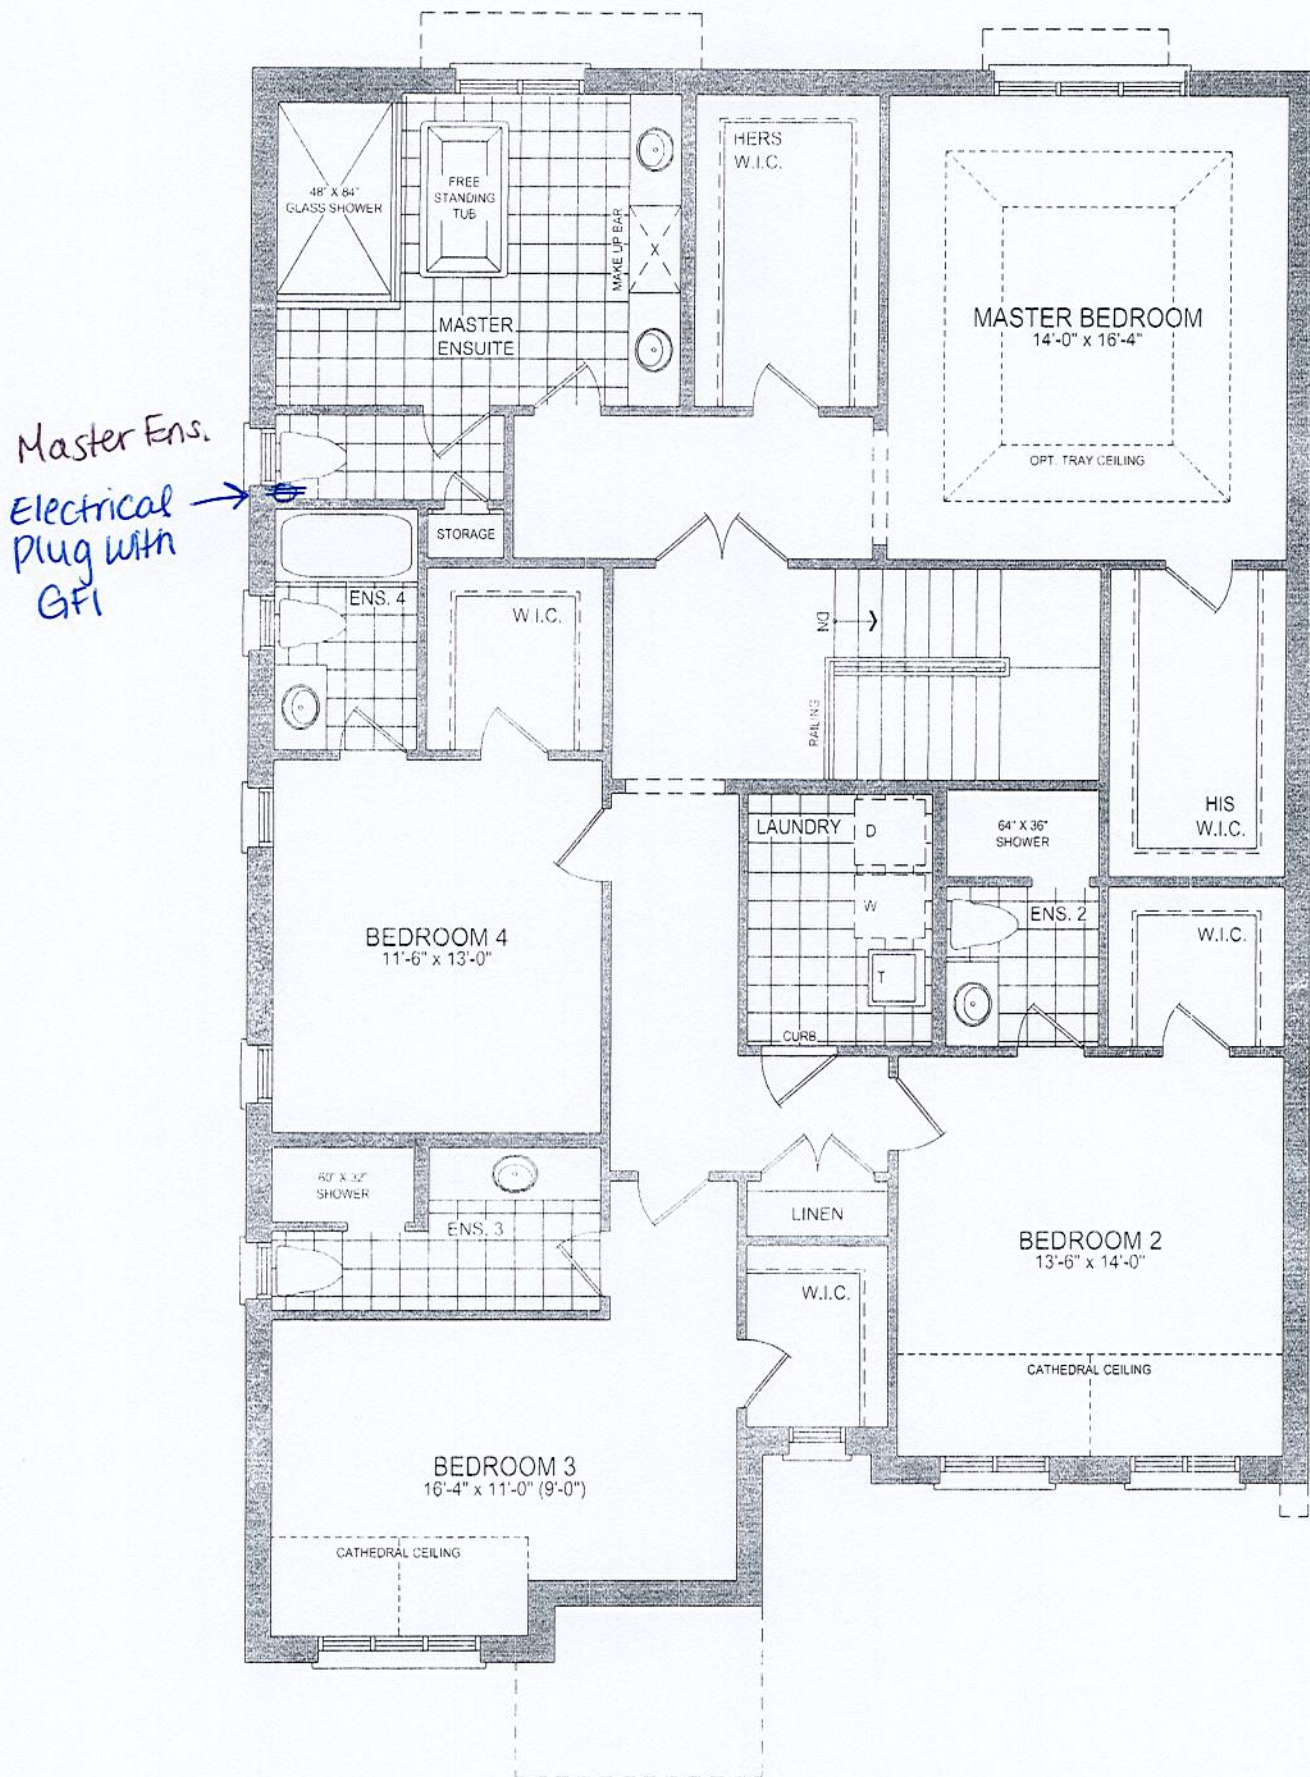 HERS
W.I.C.
48" X 84"
GLASS SHOWER
FREE
STANDING
TUB
MAKE UP BAR
X
MASTER
ENSUITE
MASTER BEDROOM
14'-0" x 16'-4"
OPT. TRAY CEILING
Master Ens.
Electrical
Plug with
GFI
STORAGE
ENS. 4
W.I.C.
DN
RAILING
HIS
W.I.C.
LAUNDRY
D
W
T
CURB
64" X 36"
SHOWER
ENS. 2
W.I.C.
BEDROOM 4
11'-6" x 13'-0"
60" X 32"
SHOWER
ENS. 3
LINEN
W.I.C.
BEDROOM 2
13'-6" x 14'-0"
CATHEDRAL CEILING
BEDROOM 3
16'-4" x 11'-0" (9'-0")
CATHEDRAL CEILING